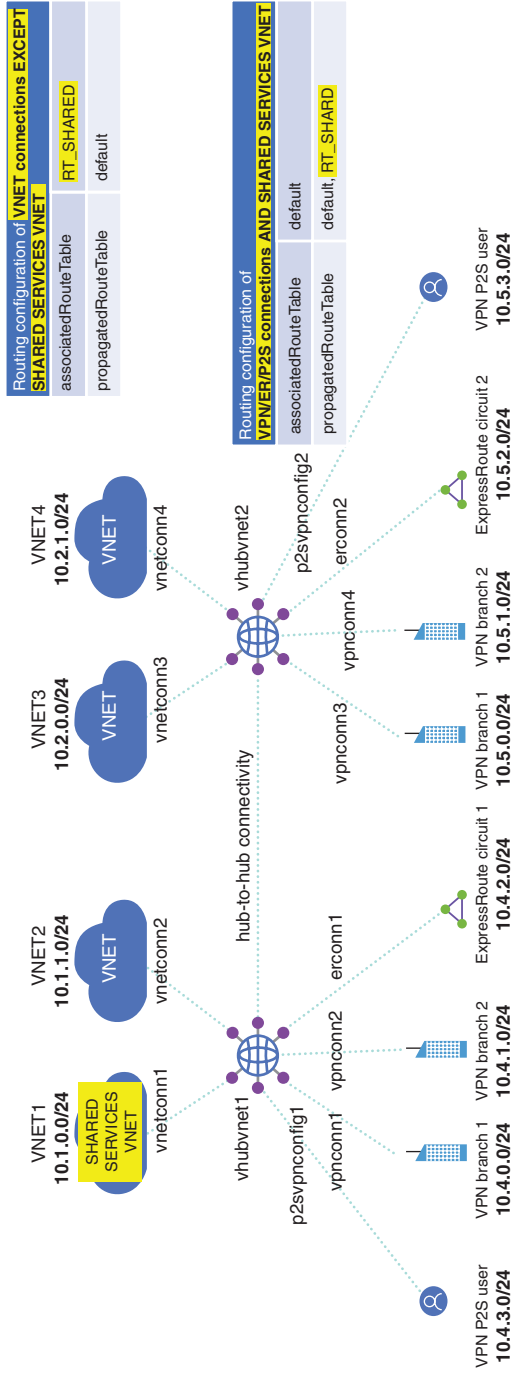 VNET1
10.1.0.0/24
SHARED
SERVICES
VNET
vnetconn1
VNET2
10.1.1.0/24
VNET
vnetconn2
VNET3
10.2.0.0/24
VNET
vnetconn3
VNET4
10.2.1.0/24
VNET
vnetconn4
Routing configuration of VNET connections EXCEPT
SHARED SERVICES VNET
associatedRouteTable RT_SHARED
propagatedRouteTable default
vhubvnet1
hub-to-hub connectivity
vhubvnet2
p2svpnconfig1
vpnconn1
vpnconn2
erconn1
vpnconn3
vpnconn4
erconn2
p2svpnconfig2
Routing configuration of
VPN/ER/P2S connections AND SHARED SERVICES VNET
associatedRouteTable default
propagatedRouteTable default, RT_SHARD
VPN P2S user
10.4.3.0/24
VPN branch 1
10.4.0.0/24
VPN branch 2
10.4.1.0/24
ExpressRoute circuit 1
10.4.2.0/24
VPN branch 1
10.5.0.0/24
VPN branch 2
10.5.1.0/24
ExpressRoute circuit 2
10.5.2.0/24
VPN P2S user
10.5.3.0/24